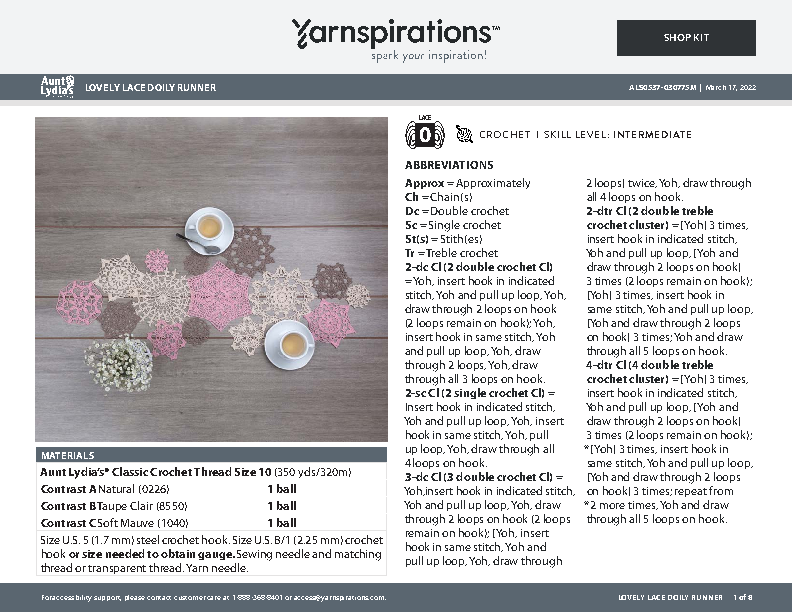 Yarnspirations™
spark your inspiration!
SHOP KIT
Aunt
Lydia's
LOVELY LACE DOILY RUNNER
ALS0537-030775M | March 17, 2022
LACE
0
CROCHET I SKILL LEVEL: INTERMEDIATE
MATERIALS
Aunt Lydia's® Classic Crochet Thread Size 10 (350 yds/320m)
Contrast A Natural (0226) 1 ball
Contrast B Taupe Clair (8550) 1 ball
Contrast C Soft Mauve (1040) 1 ball
Size U.S. 5 (1.7 mm) steel crochet hook. Size U.S. B/1 (2.25 mm) crochet
hook or size needed to obtain gauge. Sewing needle and matching
thread or transparent thread. Yarn needle.
ABBREVIATIONS
Approx = Approximately
Ch = Chain(s)
Dc = Double crochet
Sc = Single crochet
St(s) = Stith(es)
Tr = Treble crochet
2-dc Cl (2 double crochet Cl)
= Yoh, insert hook in indicated
stitch, Yoh and pull up loop, Yoh,
draw through 2 loops on hook
(2 loops remain on hook); Yoh,
insert hook in same stitch, Yoh
and pull up loop, Yoh, draw
through 2 loops, Yoh, draw
through all 3 loops on hook.
2-sc Cl (2 single crochet Cl) =
Insert hook in indicated stitch,
Yoh and pull up loop, Yoh, insert
hook in same stitch, Yoh, pull
up loop, Yoh, draw through all
4 loops on hook.
3-dc Cl (3 double crochet Cl) =
Yoh,insert hook in indicated stitch,
Yoh and pull up loop, Yoh, draw
through 2 loops on hook (2 loops
remain on hook); [Yoh, insert
hook in same stitch, Yoh and
pull up loop, Yoh, draw through
2 loops] twice, Yoh, draw through
all 4 loops on hook.
2-dtr Cl (2 double treble
crochet cluster) = [Yoh] 3 times,
insert hook in indicated stitch,
Yoh and pull up loop, [Yoh and
draw through 2 loops on hook]
3 times (2 loops remain on hook);
[Yoh] 3 times, insert hook in
same stitch, Yoh and pull up loop,
[Yoh and draw through 2 loops
on hook] 3 times; Yoh and draw
through all 5 loops on hook.
4-dtr Cl (4 double treble
crochet cluster) = [Yoh] 3 times,
insert hook in indicated stitch,
Yoh and pull up loop, [Yoh and
draw through 2 loops on hook]
3 times (2 loops remain on hook);
*[Yoh] 3 times, insert hook in
same stitch, Yoh and pull up loop,
[Yoh and draw through 2 loops
on hook] 3 times; repeat from
*2 more times, Yoh and draw
through all 5 loops on hook.
For accessibility support, please contact customer care at 1-888-368-8401 or access@yarnspirations.com.
LOVELY LACE DOILY RUNNER 1 of 8